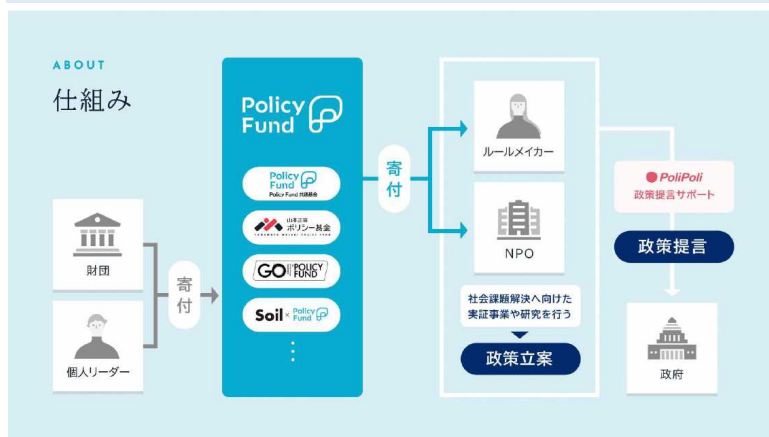 ABOUT
仕組み
財団
個人リーダー
寄付
Policy
Fund
Policy
Fund
Policy Fund 共通基金
山本正喜
ポリシー基金
GO POLICY
FUND
Soil × Policy
Fund
寄付
ルールメイカー
NPO
社会課題解決へ向けた
実証事業や研究を行う
政策立案
PoliPoli
政策提言サポート
政策提言
政府